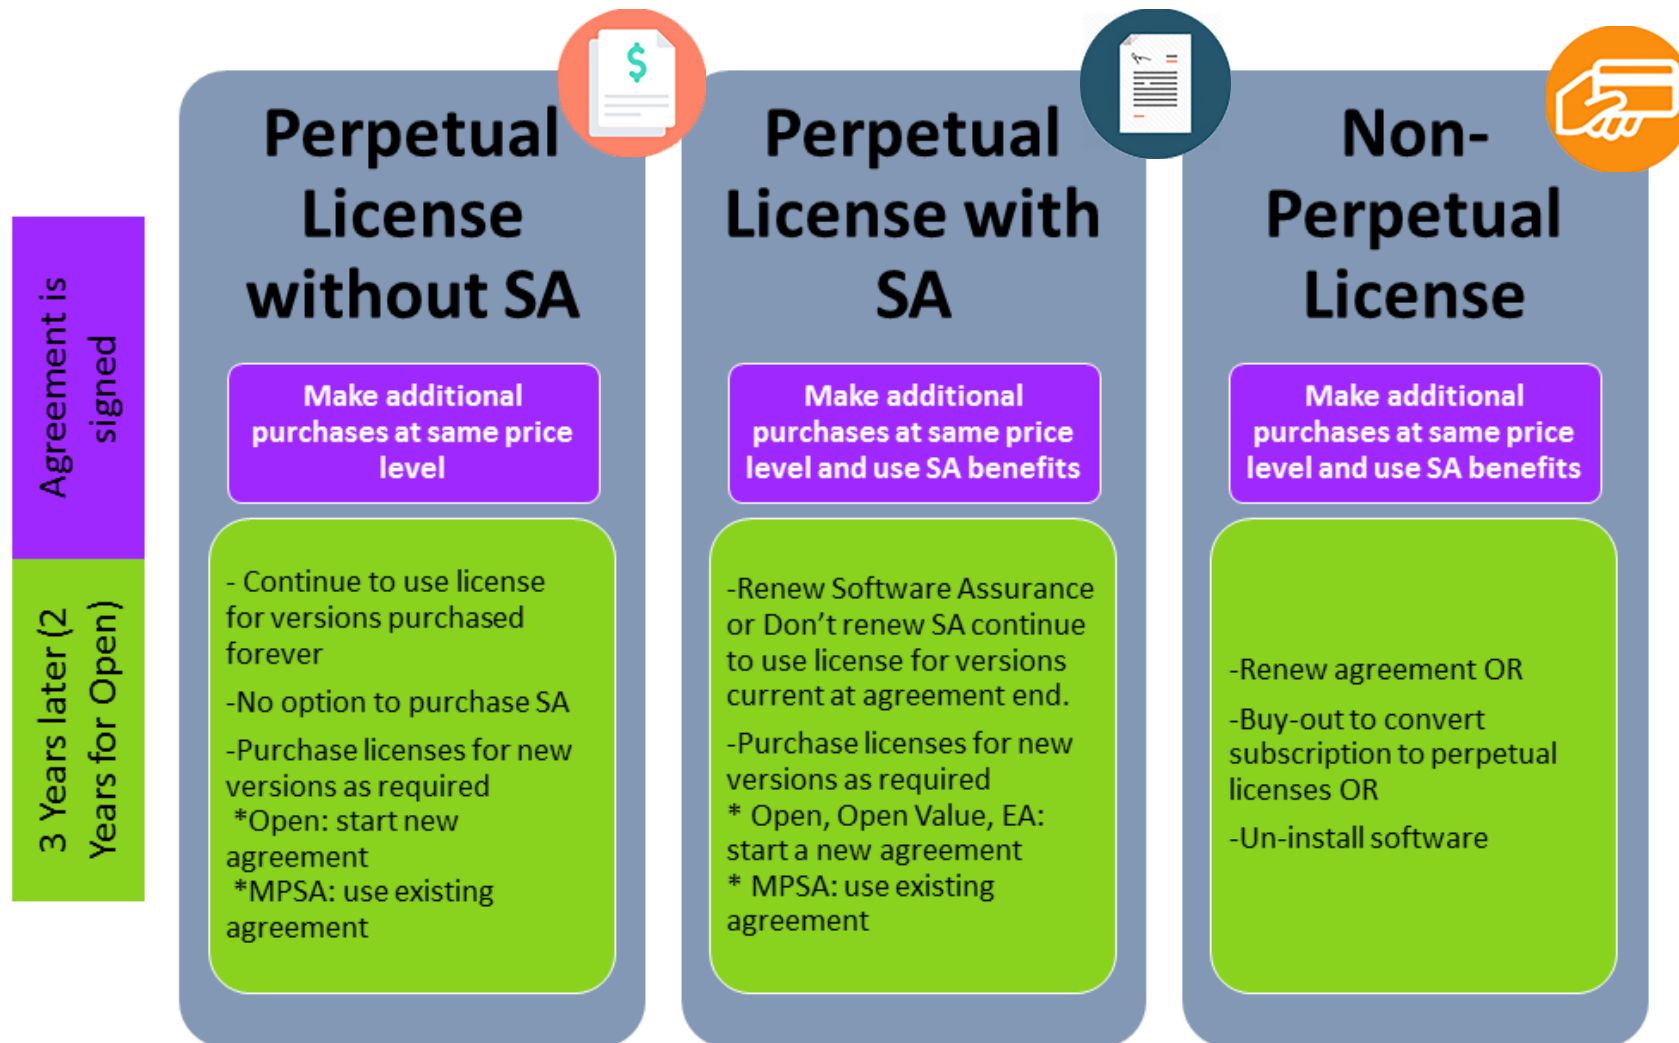 Perpetual
License
without SA
Perpetual
License with
SA
Non-
Perpetual
License
Agreement is
signed
Make additional
purchases at same price
level
Make additional
purchases at same price
level and use SA benefits
Make additional
purchases at same price
level and use SA benefits
3 Years later (2
Years for Open)
- Continue to use license
for versions purchased
forever
-No option to purchase SA
-Purchase licenses for new
versions as required
*Open: start new
agreement
*MPSA: use existing
agreement
-Renew Software Assurance
or Don’t renew SA continue
to use license for versions
current at agreement end.
-Purchase licenses for new
versions as required
* Open, Open Value, EA:
start a new agreement
* MPSA: use existing
agreement
-Renew agreement OR
-Buy-out to convert
subscription to perpetual
licenses OR
-Un-install software
$